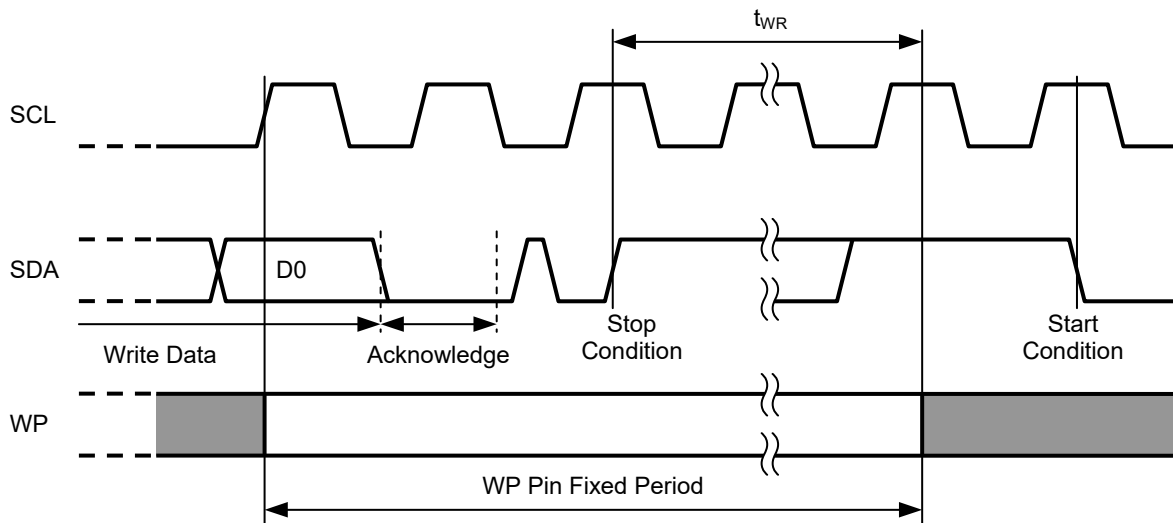 tWR
SCL
SDA
D0
Stop
Condition
Start
Condition
Write Data
Acknowledge
WP
WP Pin Fixed Period